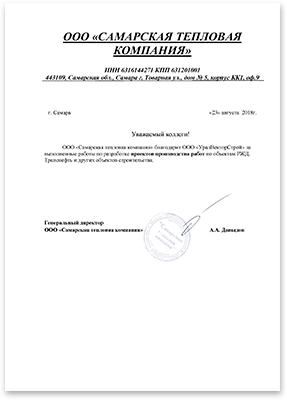 ООО «САМАРСКАЯ ТЕПЛОВАЯ
КОМПАНИЯ»
ИНН 6316144271 КПП 631201001
443109, Самарская обл., Самара г, Товарная ул., дом № 5, корпус КК1, оф.9
г. Самара «23» августа 2018г.
Уважаемый коллеги!
ООО «Самарская тепловая компания» благодарит ООО «УралВекторСтрой» за
выполненные работы по разработке проектов производства работ по объектам РЖД,
Транснефть и других объектов строительства.
Генеральный директор
ООО «Самарская тепловая компания» А.А. Давыдов